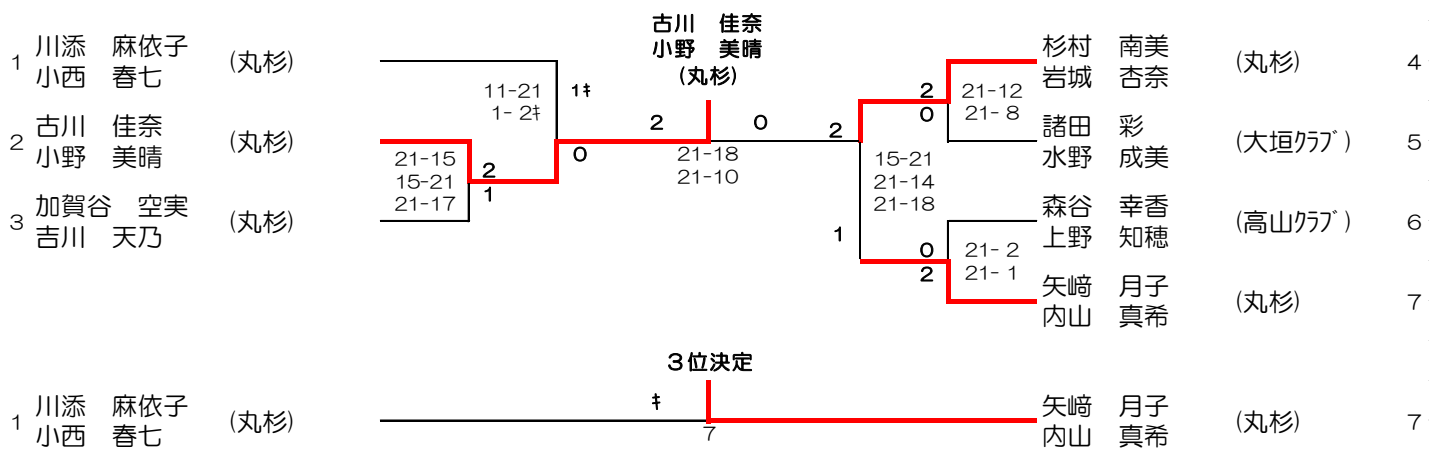 古川　佳奈
小野　美晴
(丸杉)
1 川添　麻依子 (丸杉)
小西　春七
11-21
1- 2ｷ
1ｷ
2 古川　佳奈 (丸杉)
小野　美晴
21-15
15-21
21-17
2
1
0
3 加賀谷　空実 (丸杉)
吉川　天乃
2 0
21-18
21-10
杉村　南美 (丸杉) 4
岩城　杏奈
2
0
21-12
21- 8
諸田　彩 (大垣ｸﾗﾌﾞ) 5
水野　成美
2
15-21
21-14
21-18
1
森谷　幸香 (高山ｸﾗﾌﾞ) 6
上野　知穂
0
2
21- 2
21- 1
矢﨑　月子 (丸杉) 7
内山　真希
３位決定
1 川添　麻依子 (丸杉)
小西　春七
ｷ
7
矢﨑　月子 (丸杉) 7
内山　真希